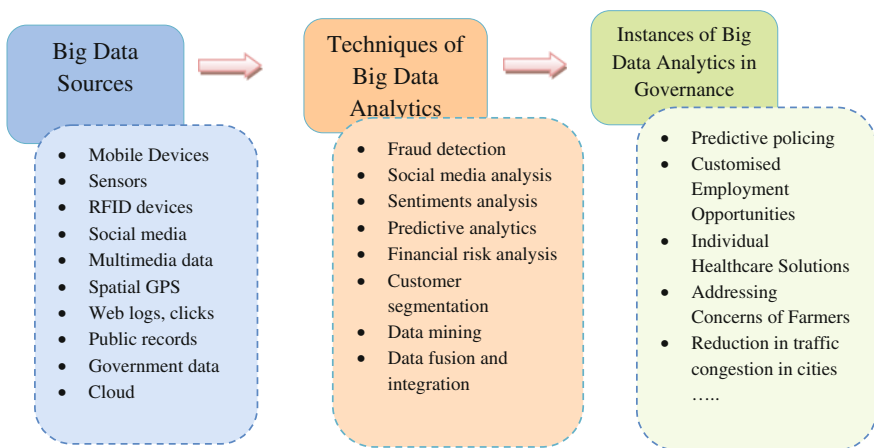 Big Data
Sources
• Mobile Devices
• Sensors
• RFID devices
• Social media
• Multimedia data
• Spatial GPS
• Web logs, clicks
• Public records
• Government data
• Cloud
Techniques of
Big Data
Analytics
• Fraud detection
• Social media analysis
• Sentiments analysis
• Predictive analytics
• Financial risk analysis
• Customer
segmentation
• Data mining
• Data fusion and
integration
Instances of Big
Data Analytics in
Governance
• Predictive policing
• Customised
Employment
Opportunities
• Individual
Healthcare Solutions
• Addressing
Concerns of Farmers
• Reduction in traffic
congestion in cities
…..